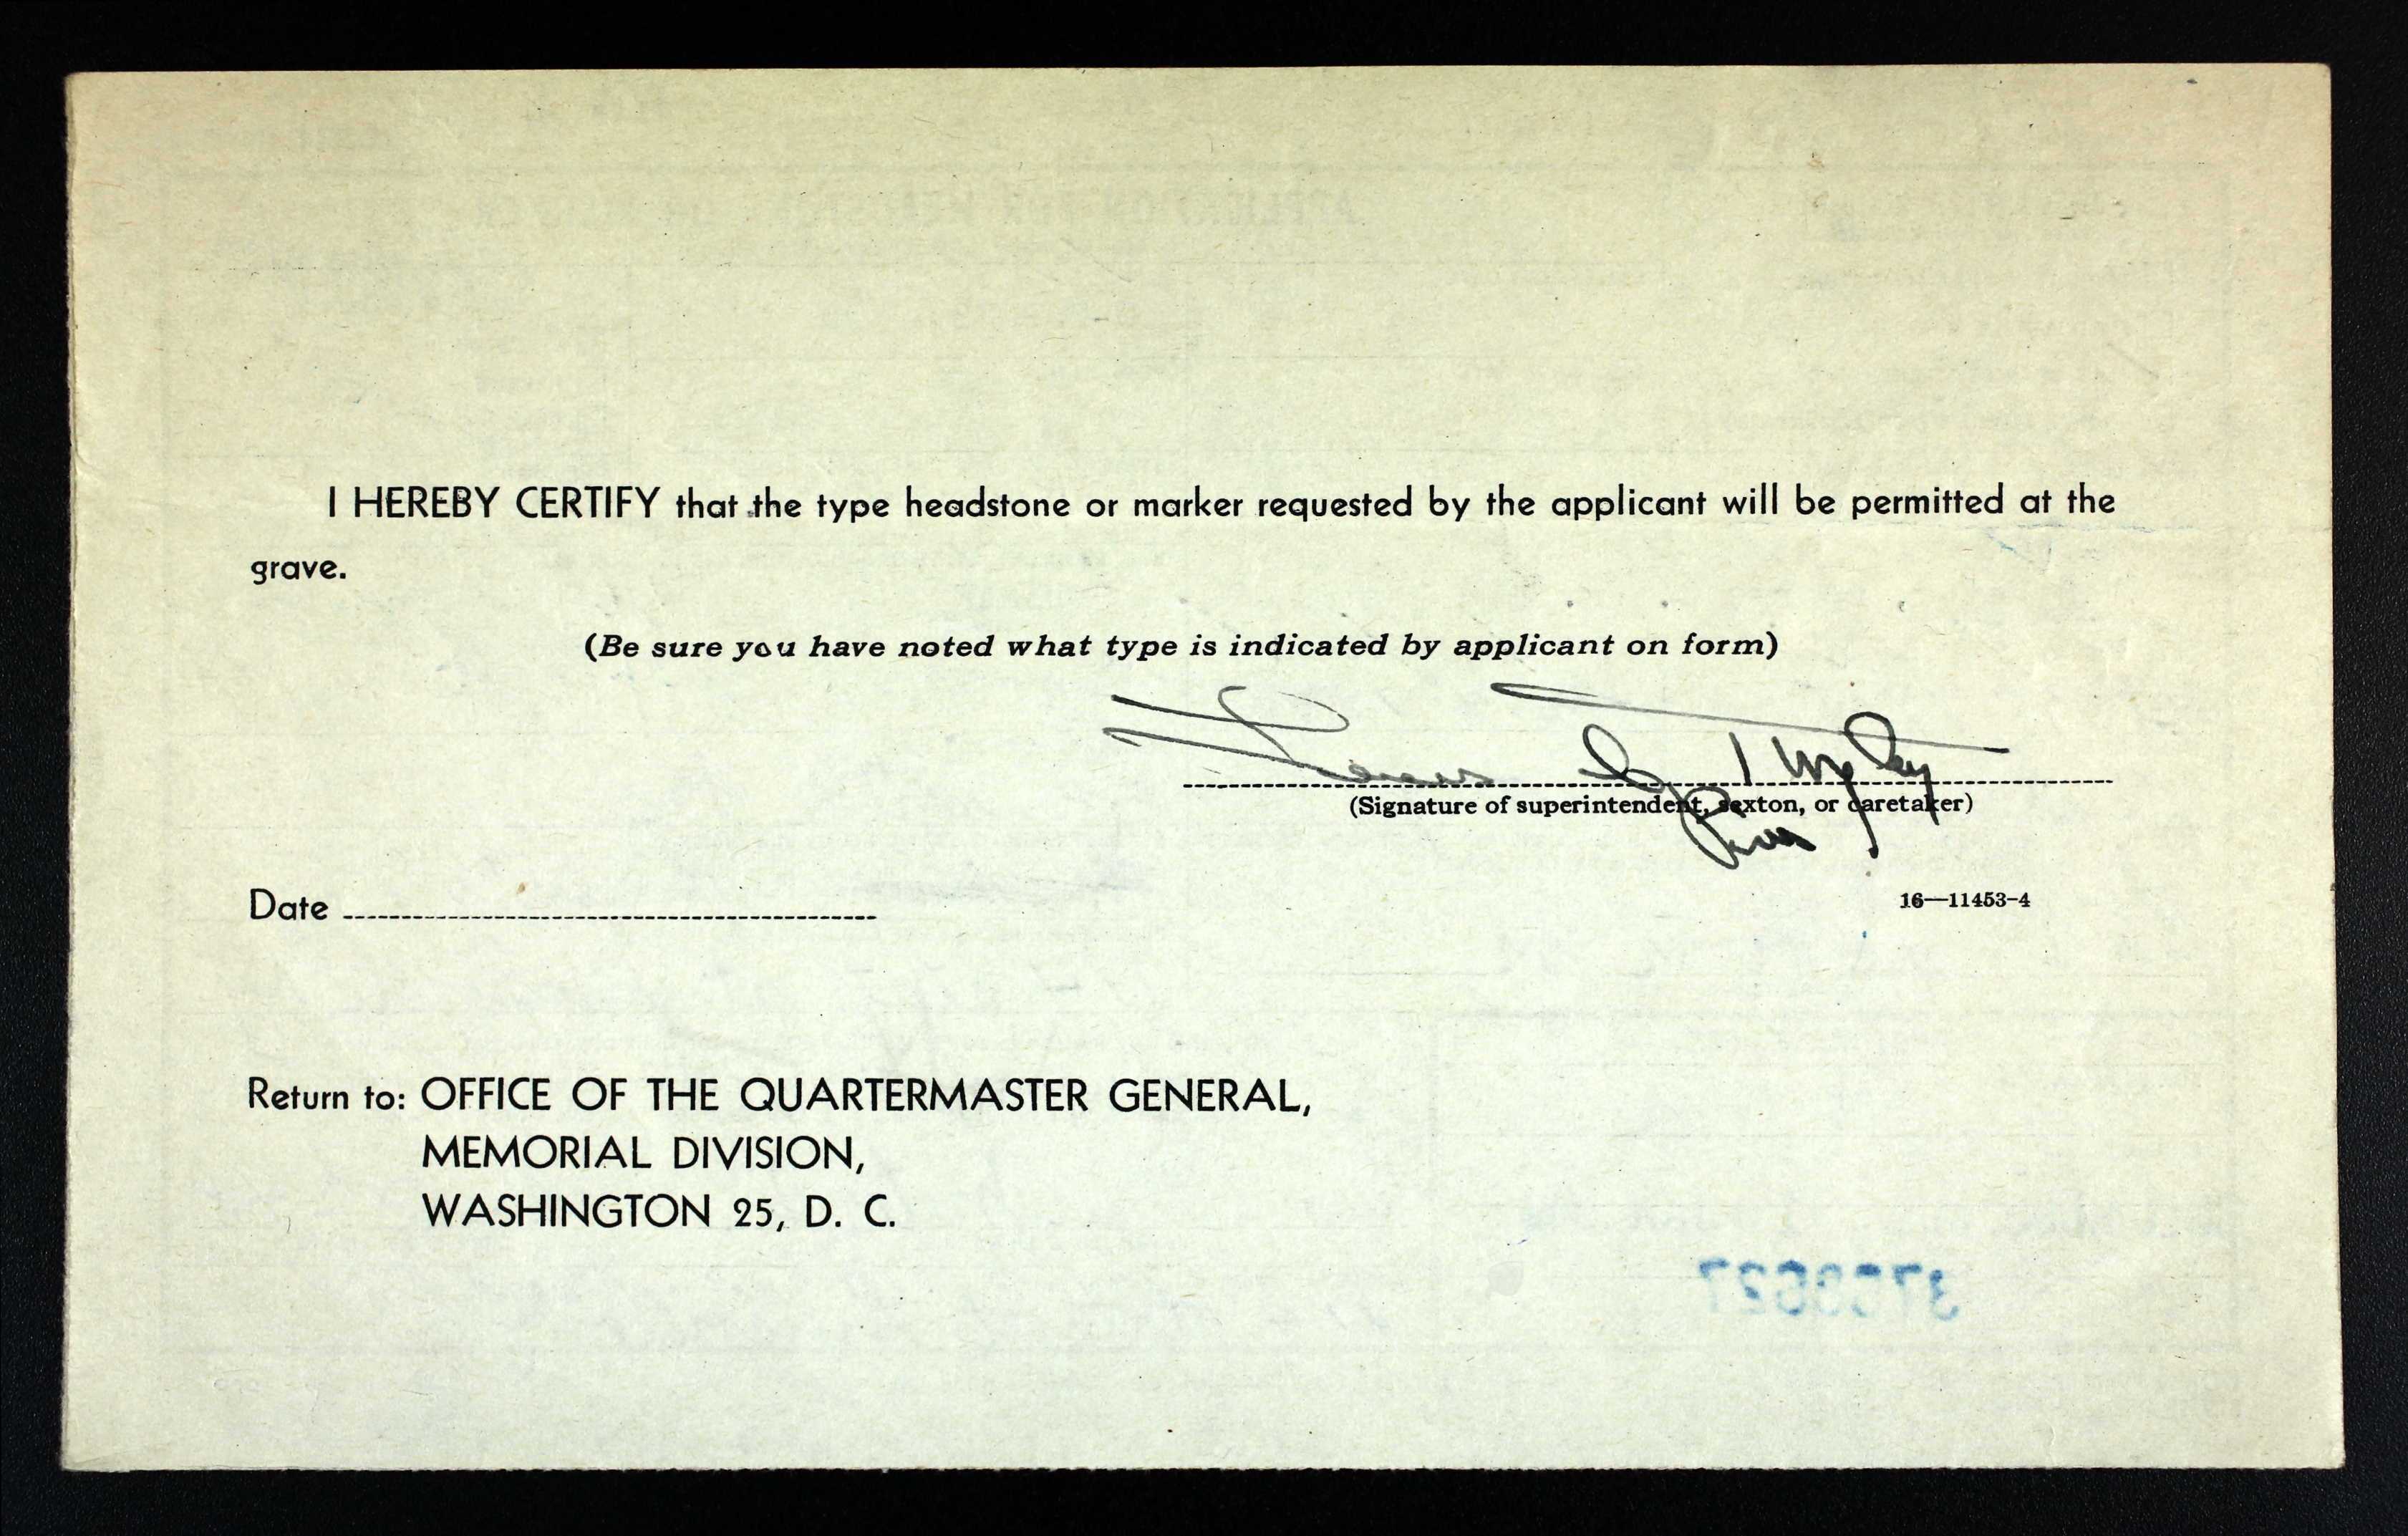 I HEREBY CERTIFY that the type headstone or marker requested by the applicant will be permitted at the
grave.
(Be sure you have noted what type is indicated by applicant on form)
(Signature of superintendent, sexton, or caretaker)
Date
16—11453-4
Return to: OFFICE OF THE QUARTERMASTER GENERAL,
MEMORIAL DIVISION,
WASHINGTON 25, D. C.